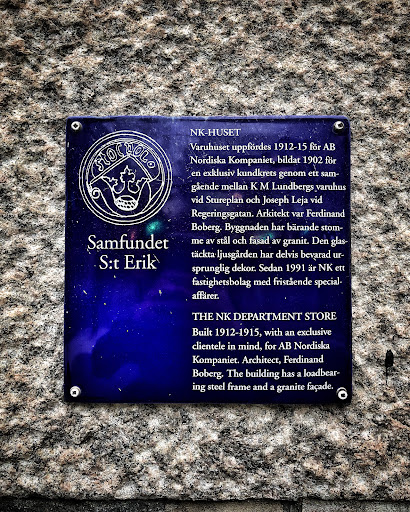 HOLMOLD
Samfundet
S:t Erik
NK-HUSET
Varuhuset uppfördes 1912-15 för AB
Nordiska Kompaniet, bildat 1902 för
en exklusiv kundkrets genom ett sam-
gående mellan K M Lundbergs varuhus
vid Stureplan och Joseph Leja vid
Regeringsgatan. Arkitekt var Ferdinand
Boberg. Byggnaden har bärande stom-
me av stål och fasad av granit. Den glas-
täckta ljusgården har delvis bevarad ur-
sprunglig dekor. Sedan 1991 är NK ett
fastighetsbolag med fristående special-
affärer.
THE NK DEPARTMENT STORE
Built 1912-1915, with an exclusive
clientele in mind, for AB Nordiska
Kompaniet. Architect, Ferdinand
Boberg. The building has a loadbear-
ing steel frame and a granite façade.